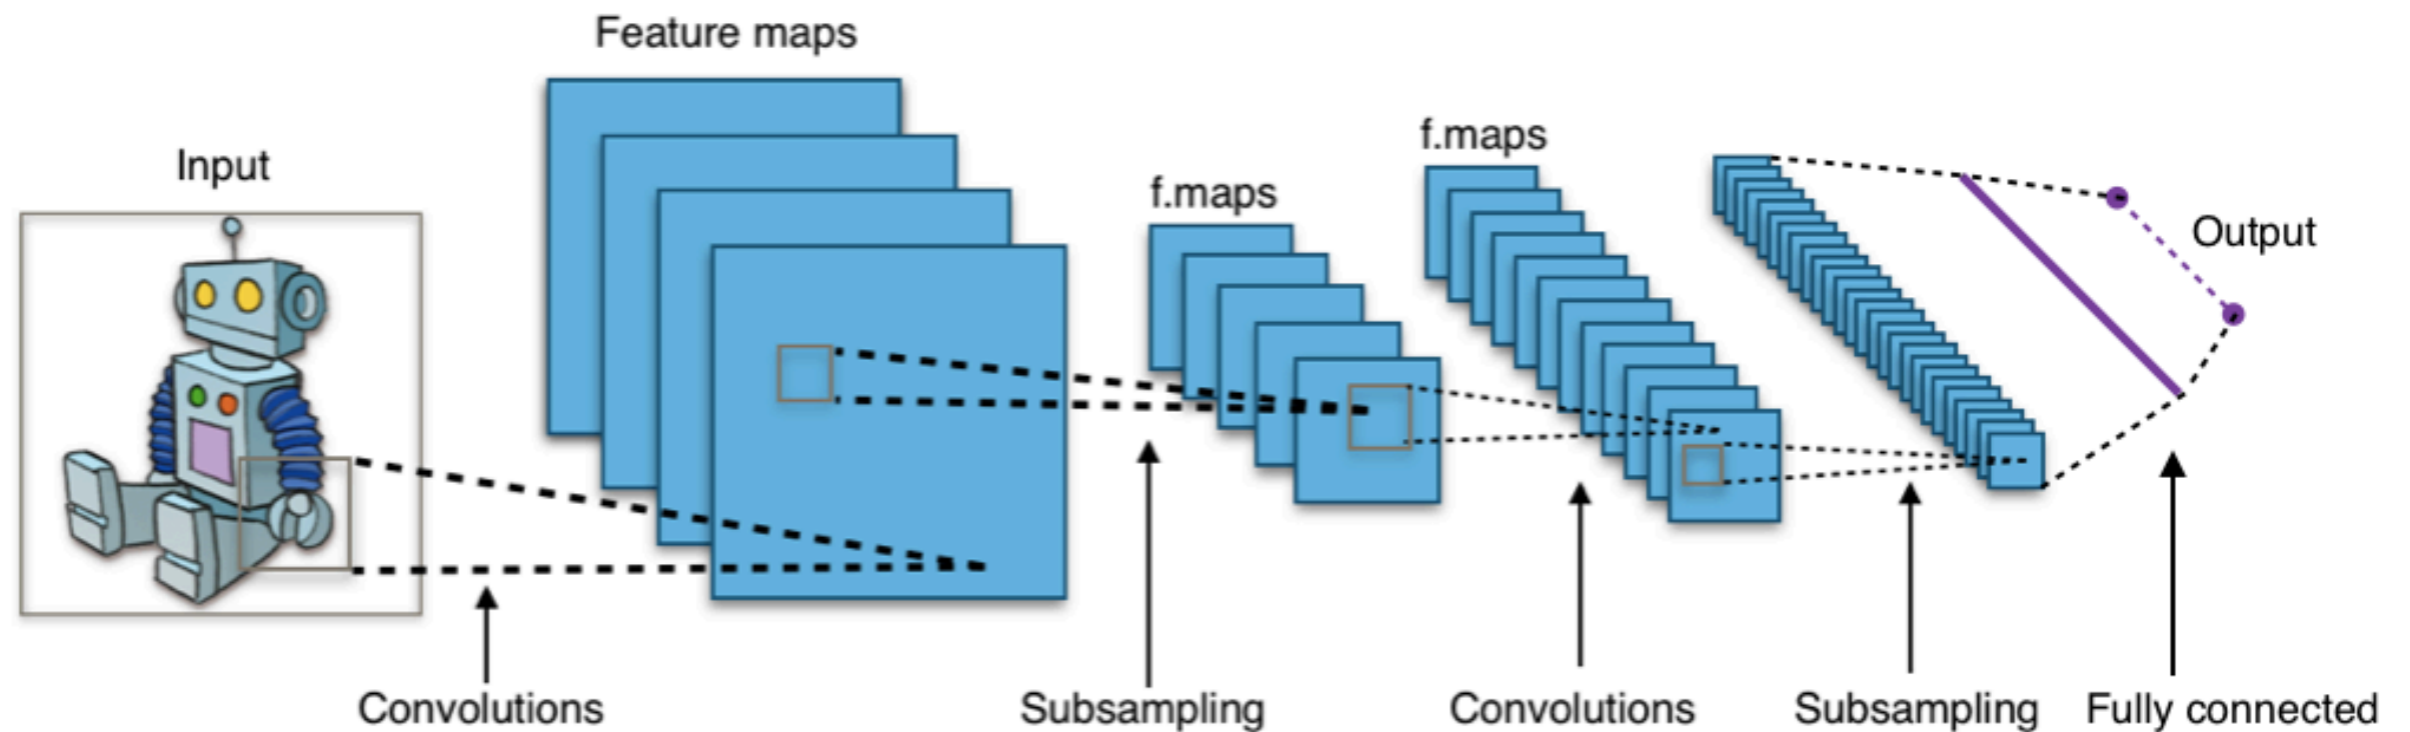 Feature maps
Input
f.maps
f.maps
Output
Convolutions
Subsampling
Convolutions
Subsampling
Fully connected